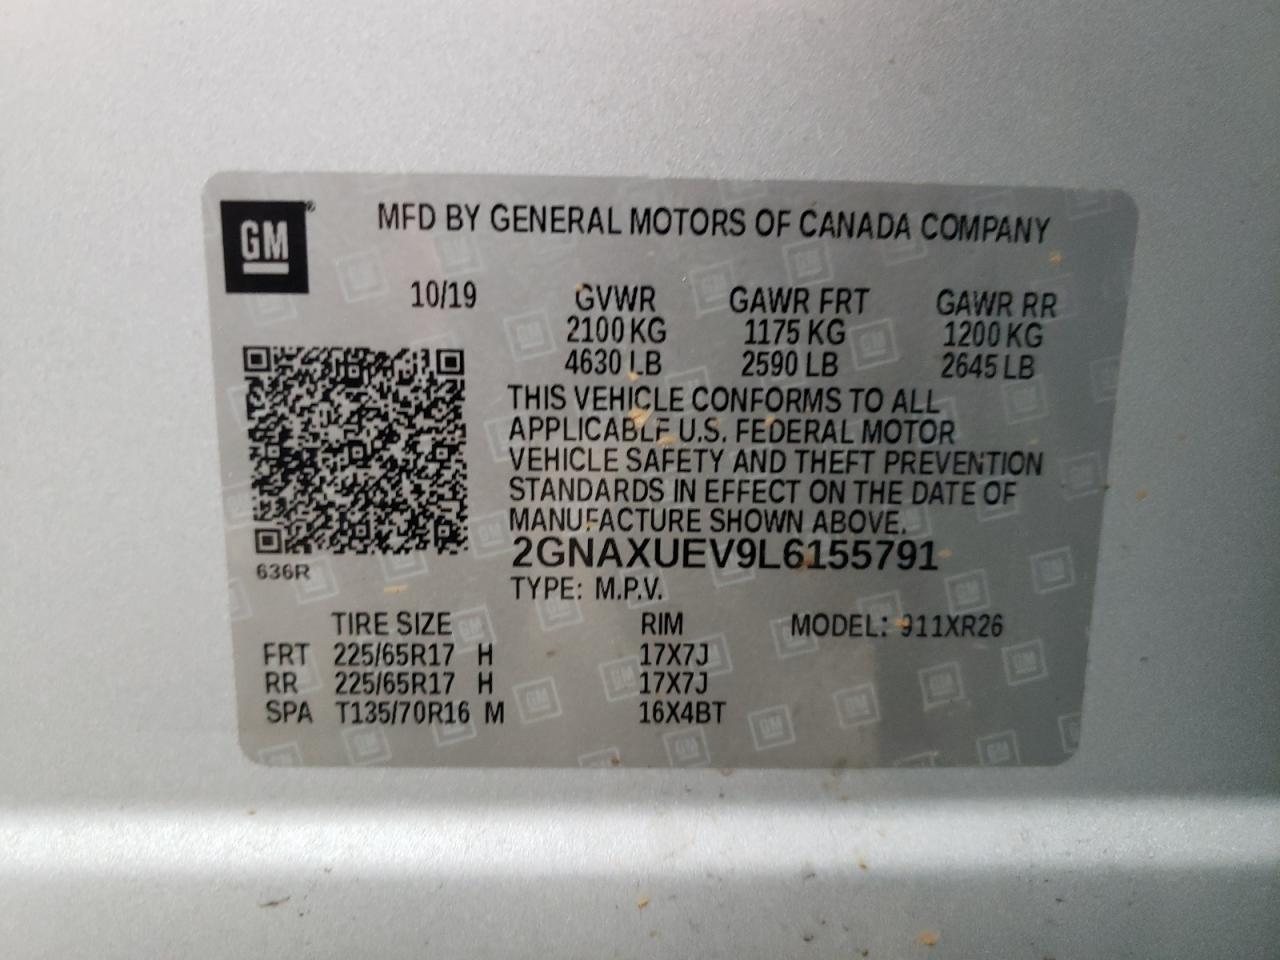 GM
MFD BY GENERAL MOTORS OF CANADA COMPANY
10/19 GVWR GAWR FRT GAWR RR
2100 KG 1175 KG 1200 KG
4630 LB 2590 LB 2645 LB
THIS VEHICLE CONFORMS TO ALL
APPLICABLE U.S. FEDERAL MOTOR
VEHICLE SAFETY AND THEFT PREVENTION
STANDARDS IN EFFECT ON THE DATE OF
MANUFACTURE SHOWN ABOVE.
2GNAXUEV9L6155791
636R
TYPE: M.P.V.
TIRE SIZE RIM MODEL: 911XR26
FRT 225/65R17 H 17X7J
RR 225/65R17 H 17X7J
SPA T135/70R16 M 16X4BT